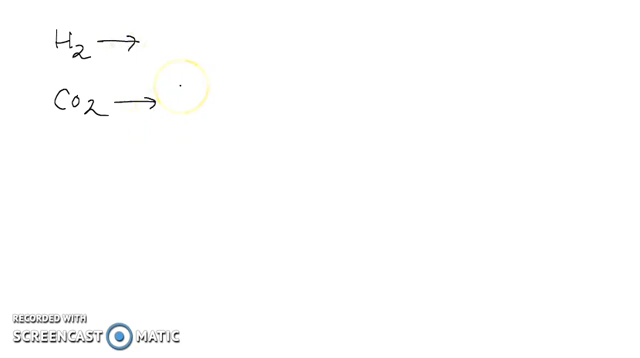 H₂ →
CO₂ →
RECORDED WITH
SCREENCAST MATIC